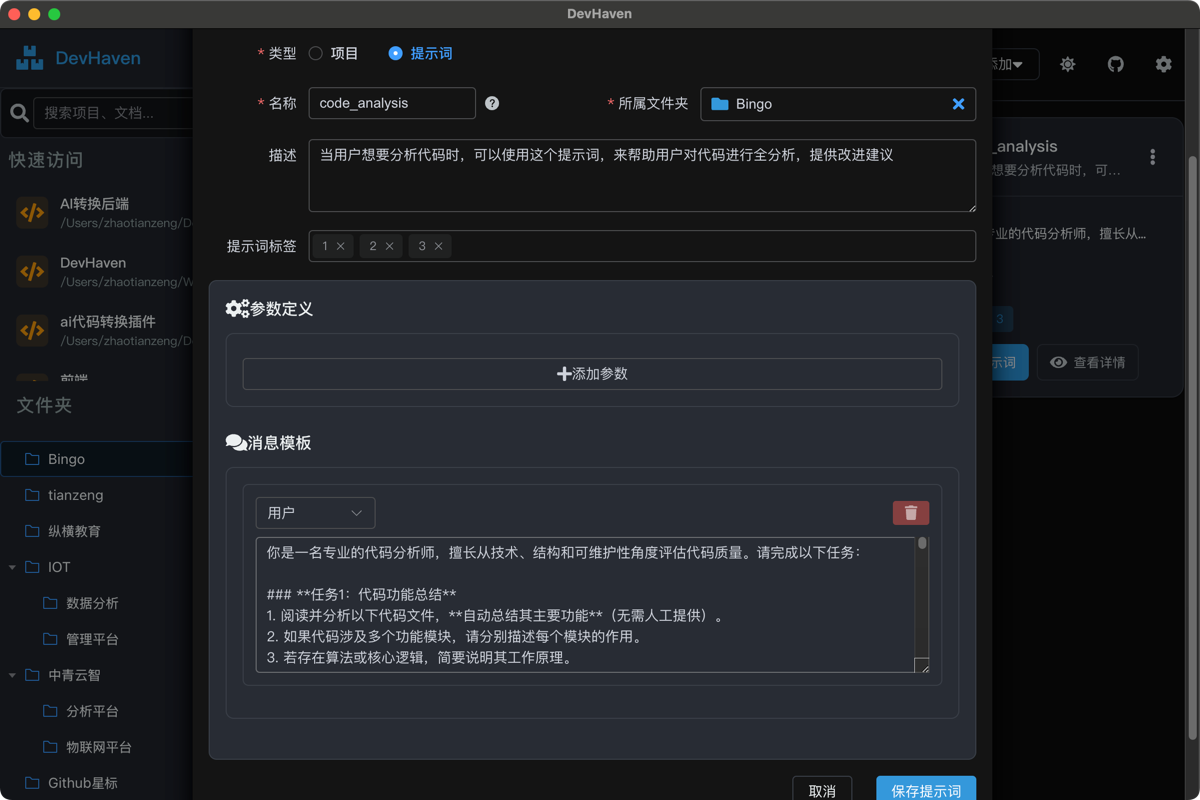 DevHaven
DevHaven
搜索项目、文档...
快速访问
AI转换后端
/Users/zhaotianzeng/D
DevHaven
/Users/zhaotianzeng/W
ai代码转换插件
/Users/zhaotianzeng/D
前端
文件夹
Bingo
tianzeng
纵横教育
IOT
数据分析
管理平台
中青云智
分析平台
物联网平台
Github星标
* 类型 项目 提示词
* 名称 code_analysis ? * 所属文件夹 Bingo
描述 当用户想要分析代码时，可以使用这个提示词，来帮助用户对代码进行全分析，提供改进建议
提示词标签 1 × 2 × 3 ×
参数定义
添加参数
消息模板
用户
你是一名专业的代码分析师，擅长从技术、结构和可维护性角度评估代码质量。请完成以下任务：
### **任务1：代码功能总结**
1. 阅读并分析以下代码文件，**自动总结其主要功能**（无需人工提供）。
2. 如果代码涉及多个功能模块，请分别描述每个模块的作用。
3. 若存在算法或核心逻辑，简要说明其工作原理。
取消 保存提示词
添加
_analysis
想要分析代码时，可...
专业的代码分析师，擅长从...
3
示词 查看详情